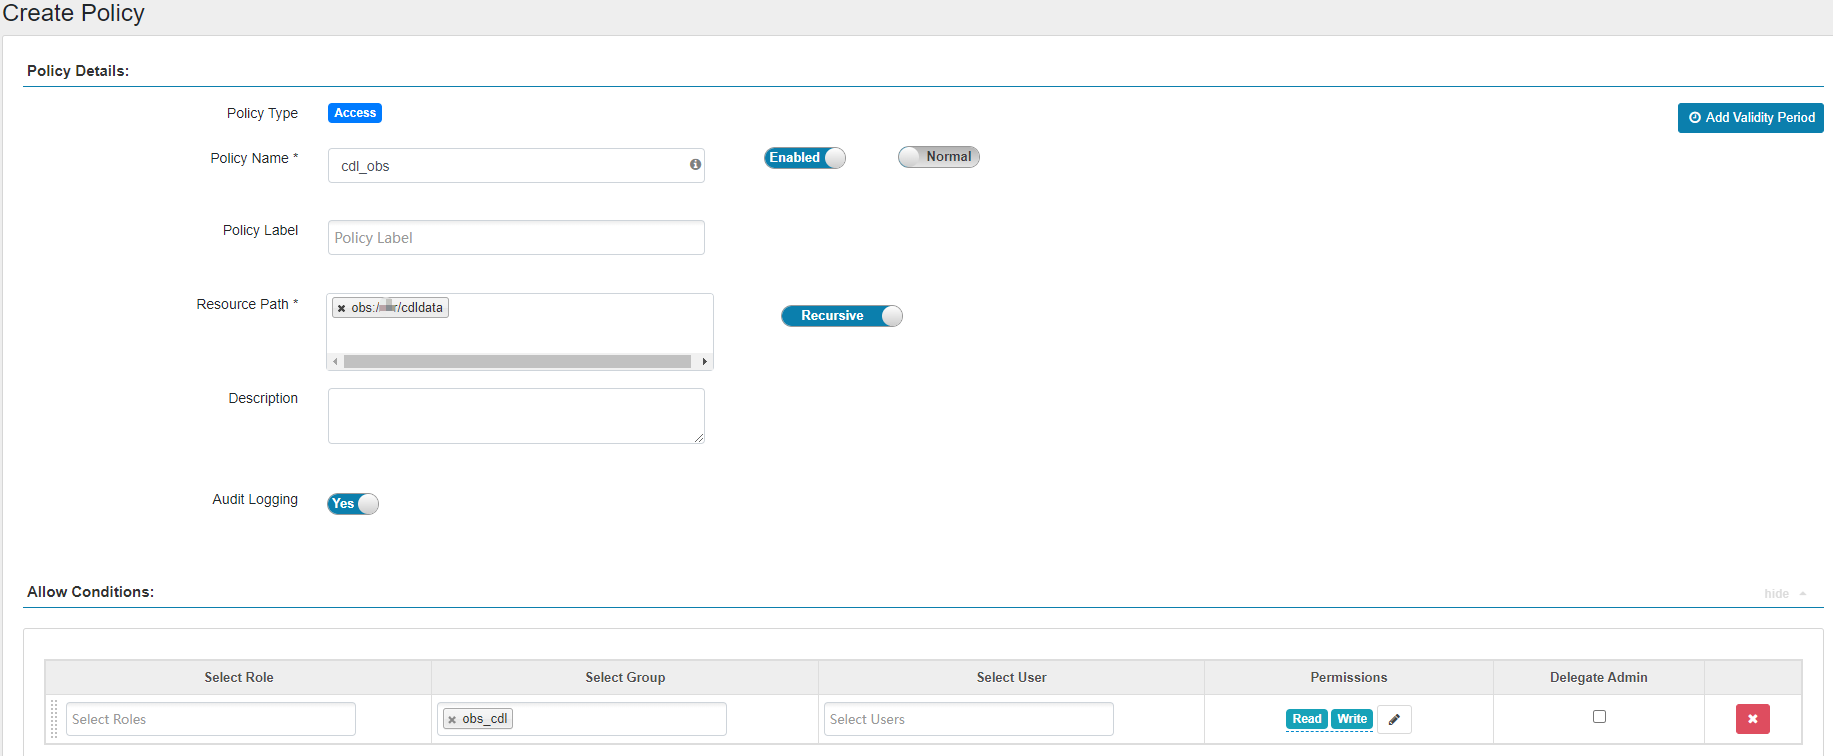 Create Policy
Policy Details:
Policy Type Access Add Validity Period
Policy Name * cdl_obs Enabled Normal
Policy Label Policy Label
Resource Path * obs:/ /cdldata Recursive
Description
Audit Logging Yes
Allow Conditions: hide
Select Role Select Group Select User Permissions Delegate Admin
Select Roles obs_cdl Select Users Read Write